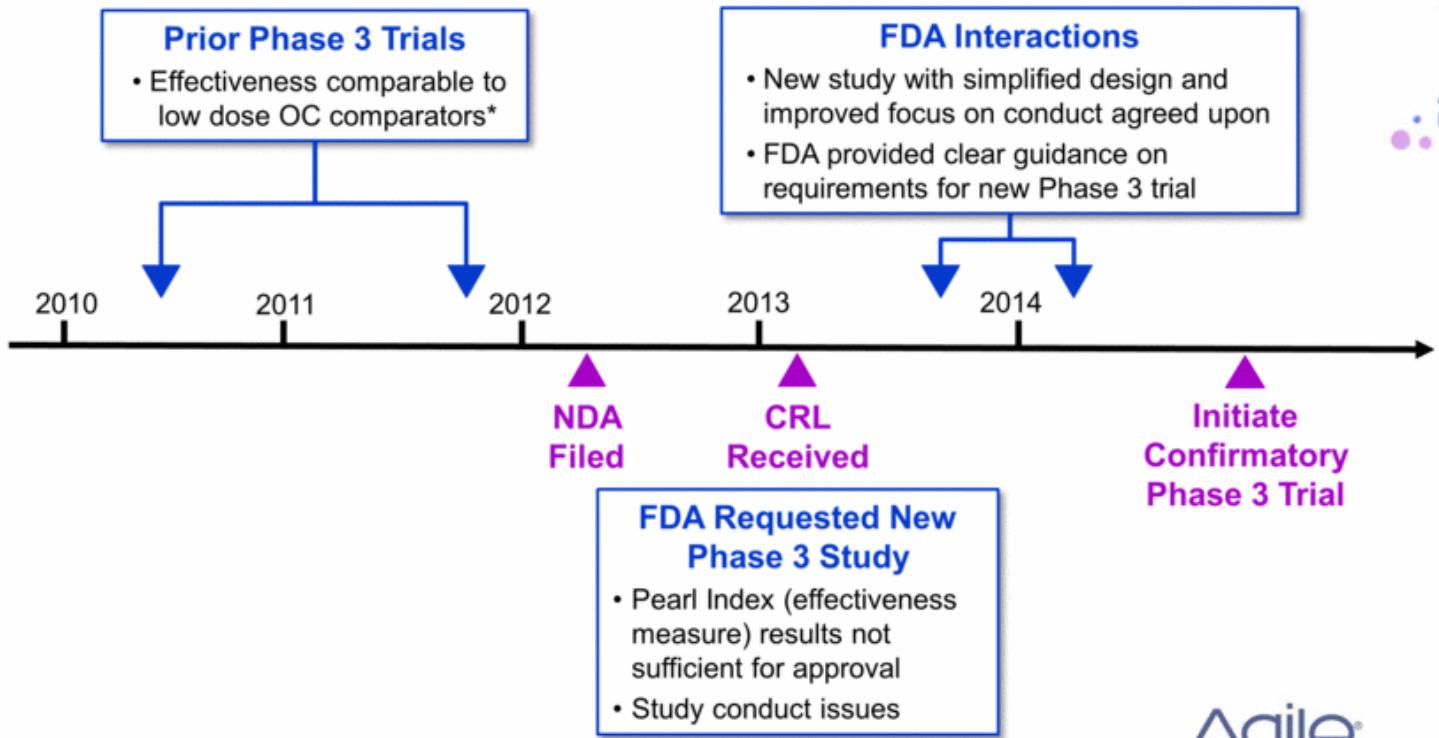 Prior Phase 3 Trials
• Effectiveness comparable to
low dose OC comparators*
FDA Interactions
• New study with simplified design and
improved focus on conduct agreed upon
• FDA provided clear guidance on
requirements for new Phase 3 trial
2010
2011
2012
2013
2014
NDA
Filed
CRL
Received
Initiate
Confirmatory
Phase 3 Trial
FDA Requested New
Phase 3 Study
• Pearl Index (effectiveness
measure) results not
sufficient for approval
• Study conduct issues
Agile